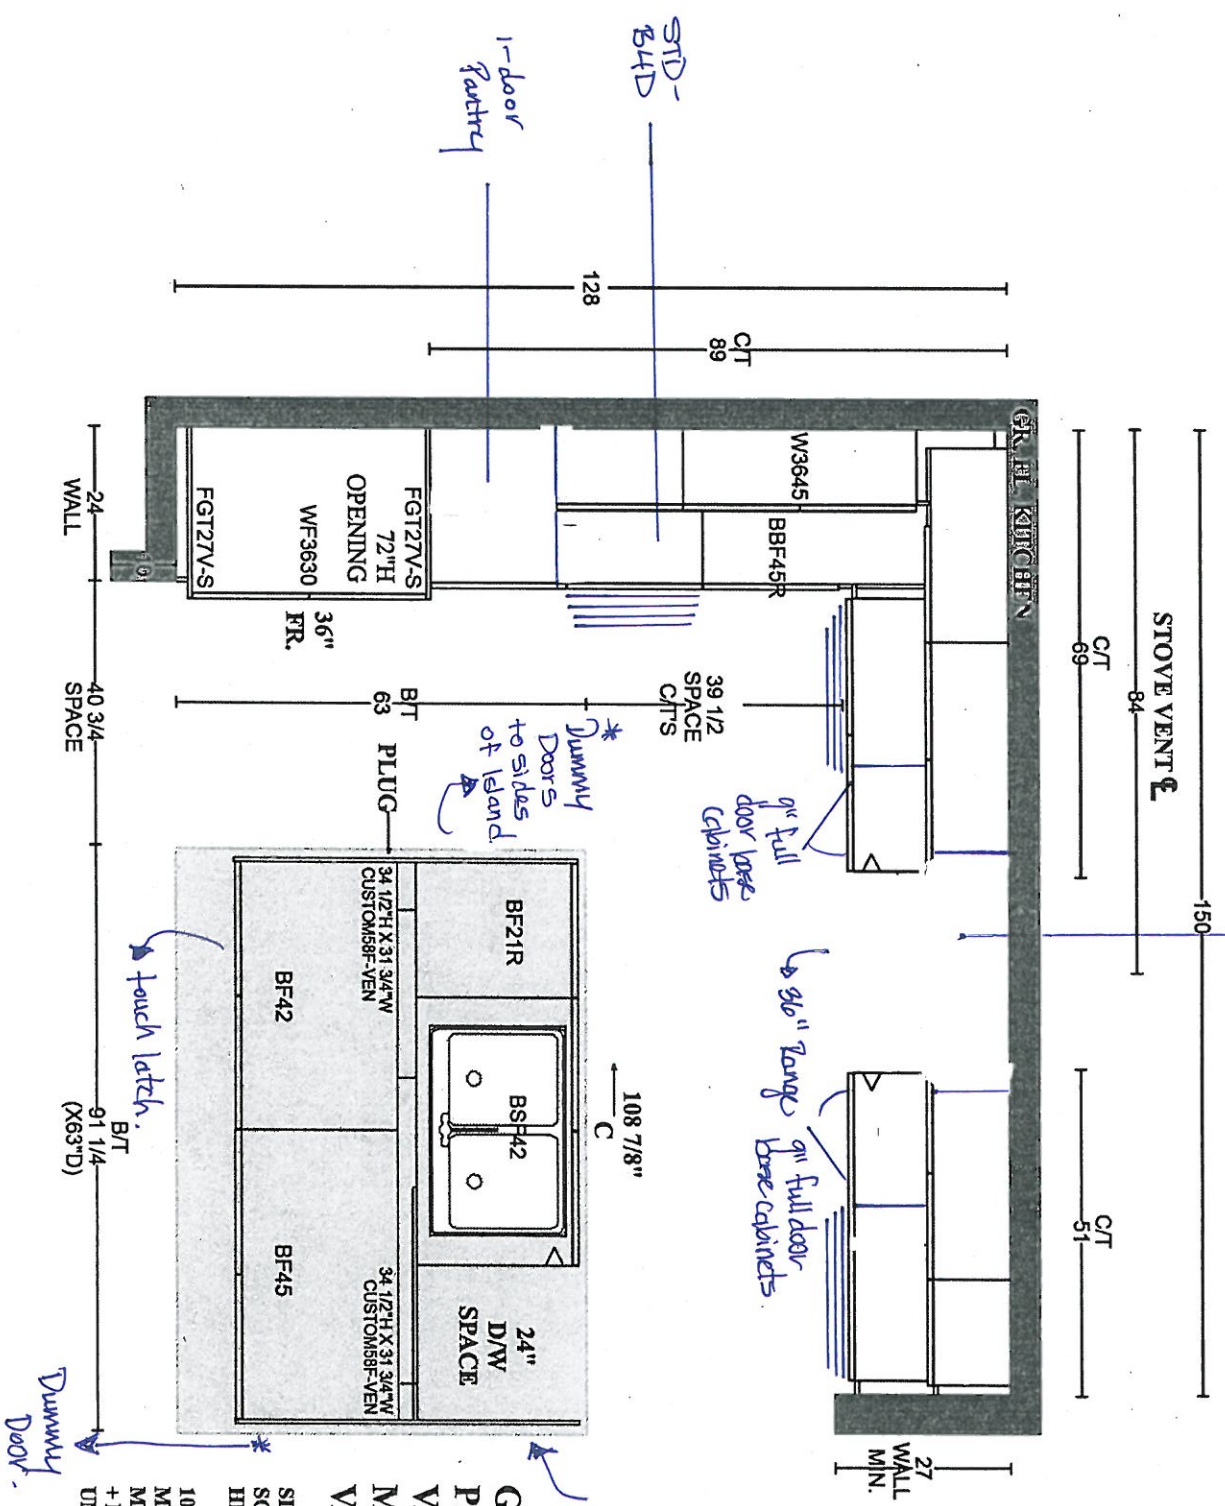 STD-
B4D
1-door
Pantry
128
C/T
89
GR. FL. KITCHEN
STOVE VENT ℄
150
84
C/T
69
C/T
51
27
WALL
MIN.
W3645
BBF45R
FGT27V-S
72"H
OPENING
WF3630
FGT27V-S
36"
FR.
24
WALL
40 3/4
SPACE
B/T
63
39 1/2
SPACE
C/T'S
* Dummy
Doors
to sides
of Island
PLUG
9" full
door base
cabinets
36" Range
9" full door
base cabinets
108 7/8"
C
BF21R
BSF42
24"
D/W
SPACE
34 1/2"H X 31 3/4"W
CUSTOM58F-VEN
34 1/2"H X 31 3/4"W
CUSTOM58F-VEN
BF42
BF45
touch latch.
B/T
91 1/4
(X63"D)
*
Dummy
Door.